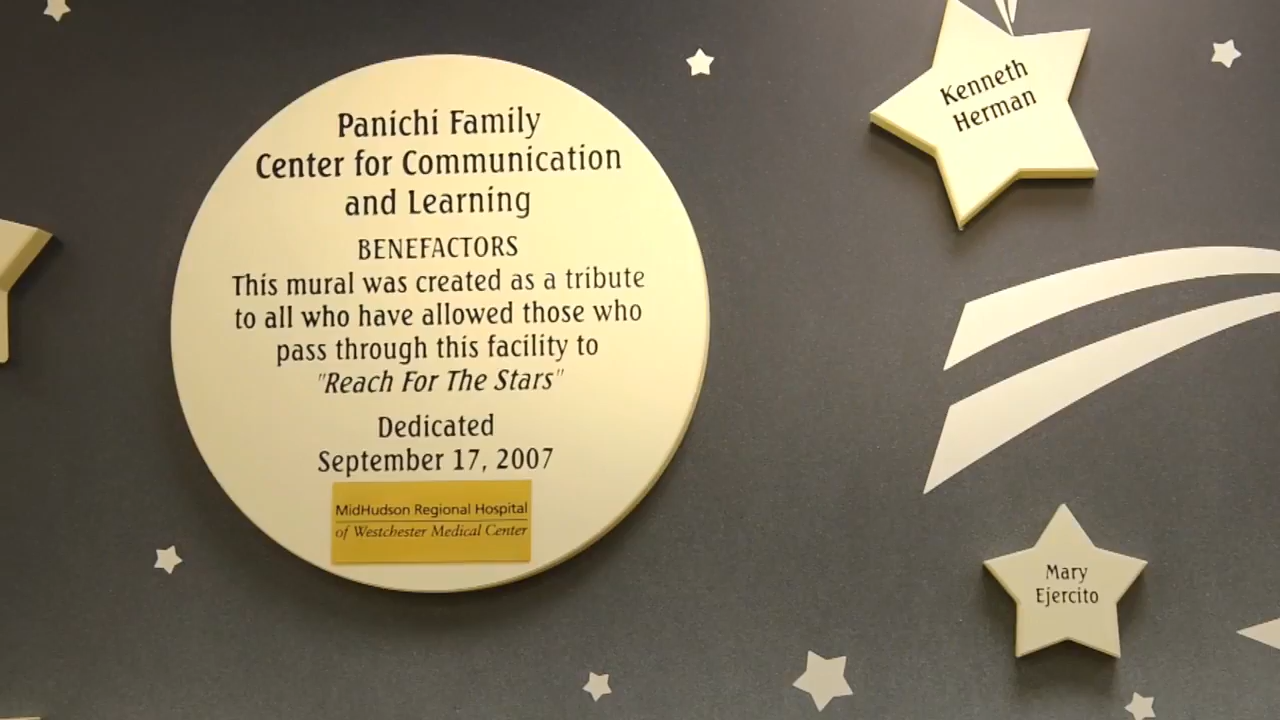 Panichi Family
Center for Communication
and Learning
BENEFACTORS
This mural was created as a tribute
to all who have allowed those who
pass through this facility to
"Reach For The Stars"
Dedicated
September 17, 2007
MidHudson Regional Hospital
of Westchester Medical Center
Kenneth
Herman
Mary
Ejercito